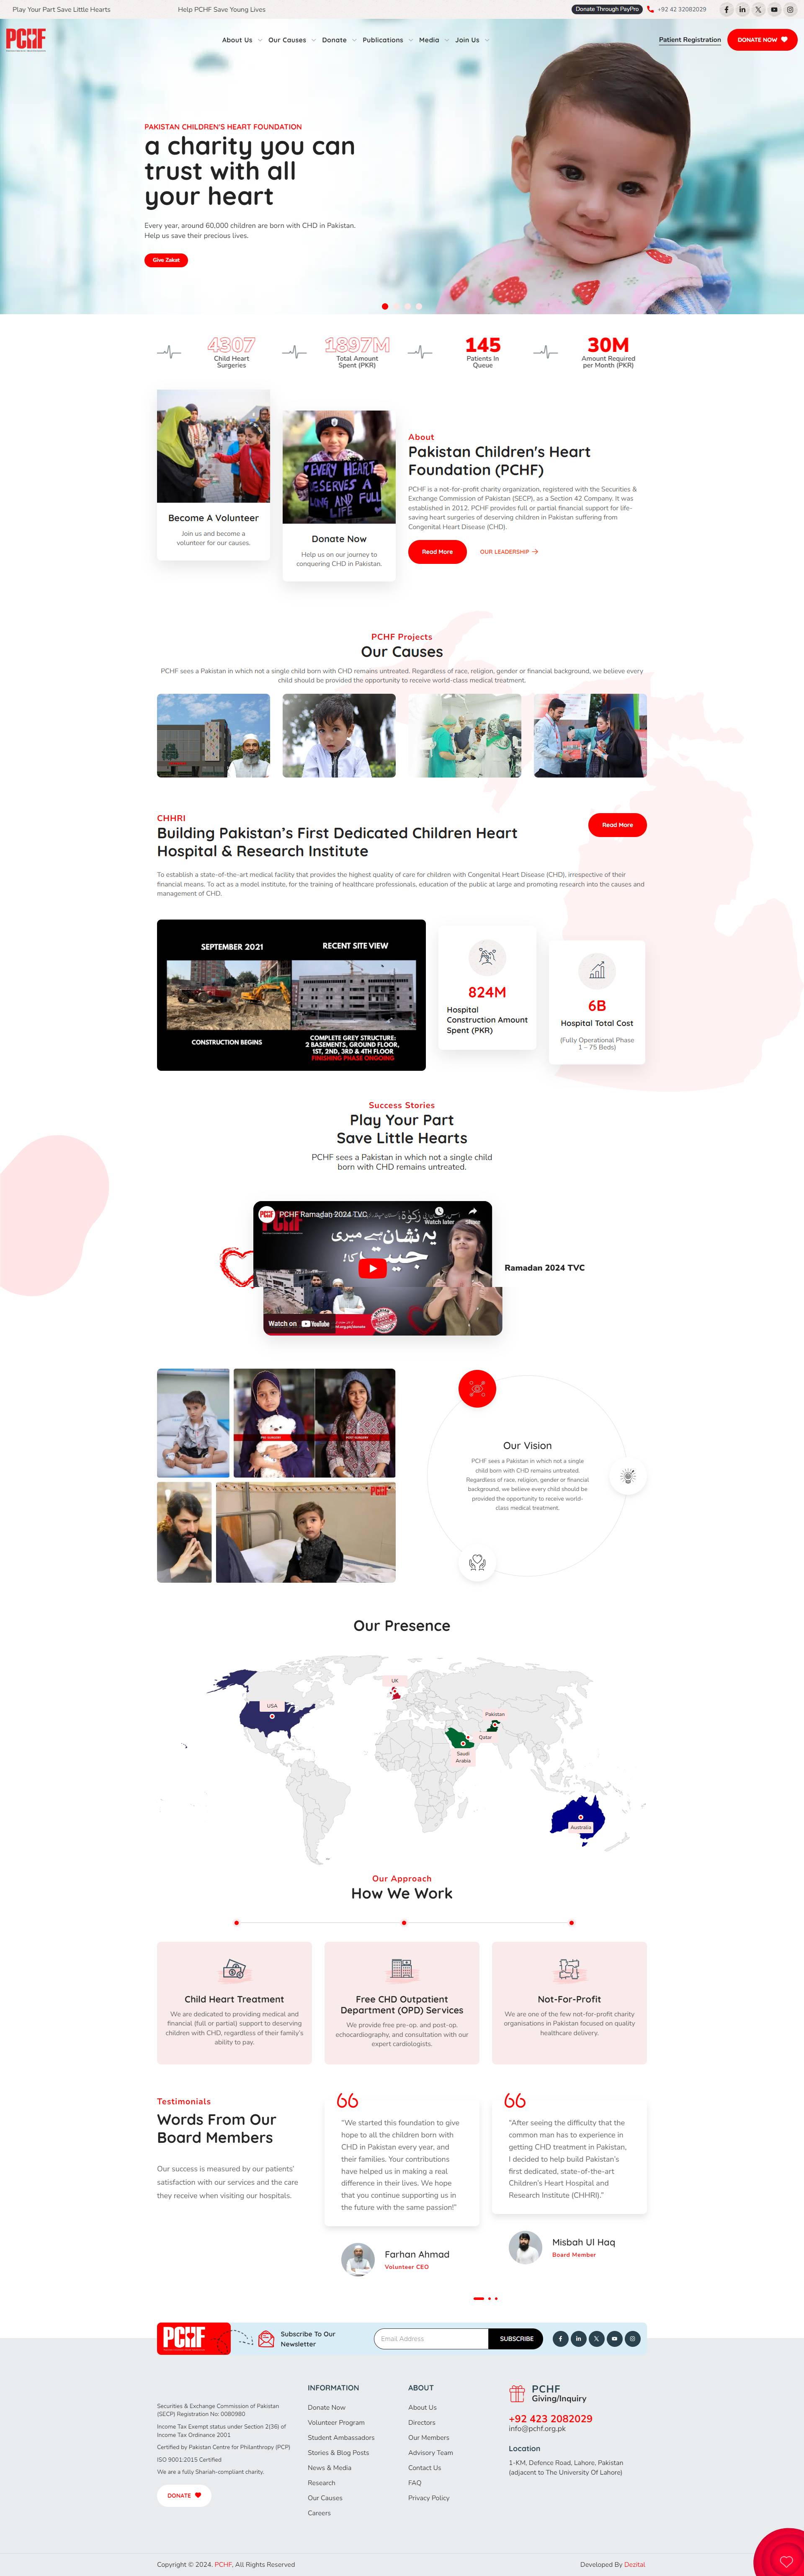 Play Your Part Save Little Hearts
Help PCHF Save Young Lives
Donate Through PayPro
+92 42 32082029
PCHF
About Us
Our Causes
Donate
Publications
Media
Join Us
Patient Registration
DONATE NOW
PAKISTAN CHILDREN'S HEART FOUNDATION
a charity you can
trust with all
your heart
Every year, around 60,000 children are born with CHD in Pakistan.
Help us save their precious lives.
Give Zakat
4307
Child Heart
Surgeries
1897M
Total Amount
Spent (PKR)
145
Patients In
Queue
30M
Amount Required
per Month (PKR)
Become A Volunteer
Join us and become a
volunteer for our causes.
EVERY HEART
DESERVES A
LONG AND FULL
LIFE
Donate Now
Help us on our journey to
conquering CHD in Pakistan.
About
Pakistan Children's Heart
Foundation (PCHF)
PCHF is a not-for-profit charity organization, registered with the Securities &
Exchange Commission of Pakistan (SECP), as a Section 42 Company. It was
established in 2012. PCHF provides full or partial financial support for life-
saving heart surgeries of deserving children in Pakistan suffering from
Congenital Heart Disease (CHD).
Read More
OUR LEADERSHIP
PCHF Projects
Our Causes
PCHF sees a Pakistan in which not a single child born with CHD remains untreated. Regardless of race, religion, gender or financial background, we believe every
child should be provided the opportunity to receive world-class medical treatment.
CHHRI
Building Pakistan's First Dedicated Children Heart
Hospital & Research Institute
Read More
To establish a state-of-the-art medical facility that provides the highest quality of care for children with Congenital Heart Disease (CHD), irrespective of their
financial means. To act as a model institute, for the training of healthcare professionals, education of the public at large and promoting research into the causes and
management of CHD.
SEPTEMBER 2021
RECENT SITE VIEW
CONSTRUCTION BEGINS
COMPLETE GREY STRUCTURE:
2 BASEMENTS, GROUND FLOOR,
1ST, 2ND, 3RD & 4TH FLOOR
FINISHING PHASE ONGOING
824M
Hospital
Construction Amount
Spent (PKR)
6B
Hospital Total Cost
(Fully Operational Phase
1 – 75 Beds)
Success Stories
Play Your Part
Save Little Hearts
PCHF sees a Pakistan in which not a single child
born with CHD remains untreated.
PCHF Ramadan 2024 TVC
Watch later
Share
یہ نشانی ہے میری
جیت
Watch on YouTube
Ramadan 2024 TVC
PCHF
Our Vision
PCHF sees a Pakistan in which not a single
child born with CHD remains untreated.
Regardless of race, religion, gender or financial
background, we believe every child should be
provided the opportunity to receive world-
class medical treatment.
Our Presence
USA
UK
Pakistan
Qatar
Saudi
Arabia
Australia
Our Approach
How We Work
Child Heart Treatment
We are dedicated to providing medical and
financial (full or partial) support to deserving
children with CHD, regardless of their family's
ability to pay.
Free CHD Outpatient
Department (OPD) Services
We provide free pre-op. and post-op.
echocardiography, and consultation with our
expert cardiologists.
Not-For-Profit
We are one of the few not-for-profit charity
organisations in Pakistan focused on quality
healthcare delivery.
Testimonials
Words From Our
Board Members
Our success is measured by our patients'
satisfaction with our services and the care
they receive when visiting our hospitals.
"We started this foundation to give
hope to all the children born with
CHD in Pakistan every year, and
their families. Your contributions
have helped us in making a real
difference in their lives. We hope
that you continue supporting us in
the future with the same passion!"
Farhan Ahmad
Volunteer CEO
"After seeing the difficulty that the
common man has to experience in
getting CHD treatment in Pakistan,
I decided to help build Pakistan's
first dedicated, state-of-the-art
Children's Heart Hospital and
Research Institute (CHHRI)."
Misbah Ul Haq
Board Member
PCHF
Subscribe To Our
Newsletter
Email Address
SUBSCRIBE
Securities & Exchange Commission of Pakistan
(SECP) Registration No: 0080980
Income Tax Exempt status under Section 2(36) of
Income Tax Ordinance 2001
Certified by Pakistan Centre for Philanthropy (PCP)
ISO 9001:2015 Certified
We are a fully Shariah-compliant charity.
DONATE
INFORMATION
Donate Now
Volunteer Program
Student Ambassadors
Stories & Blog Posts
News & Media
Research
Our Causes
Careers
ABOUT
About Us
Directors
Our Members
Advisory Team
Contact Us
FAQ
Privacy Policy
PCHF
Giving/Inquiry
+92 423 2082029
info@pchf.org.pk
Location
1-KM, Defence Road, Lahore, Pakistan
(adjacent to The University Of Lahore)
Copyright © 2024. PCHF, All Rights Reserved
Developed By Dezital